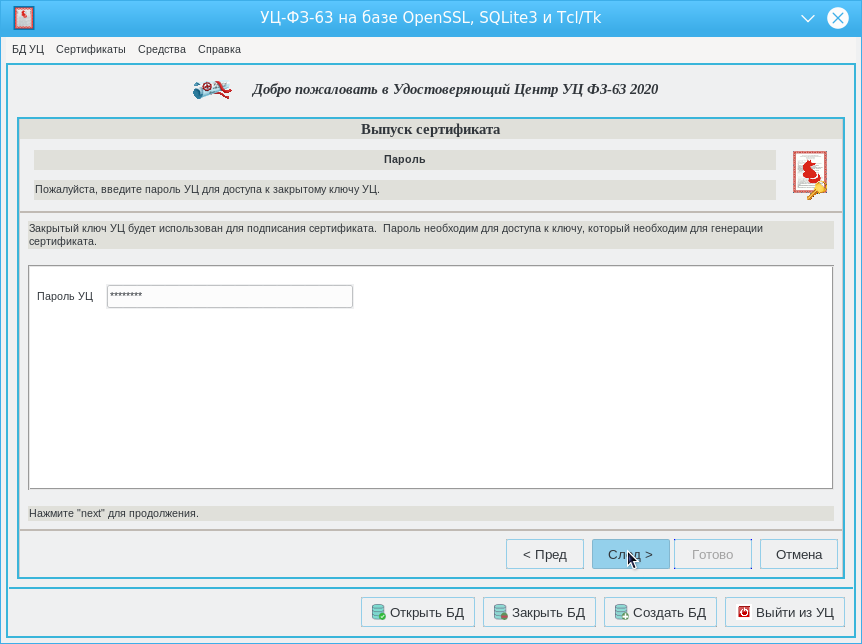 УЦ-ФЗ-63 на базе OpenSSL, SQLite3 и Tcl/Tk
БД УЦ Сертификаты Средства Справка
Добро пожаловать в Удостоверяющий Центр УЦ ФЗ-63 2020
Выпуск сертификата
Пароль
Пожалуйста, введите пароль УЦ для доступа к закрытому ключу УЦ.
Закрытый ключ УЦ будет использован для подписания сертификата. Пароль необходим для доступа к ключу, который необходим для генерации
сертификата.
Пароль УЦ ********
Нажмите "next" для продолжения.
< Пред След > Готово Отмена
Открыть БД Закрыть БД Создать БД Выйти из УЦ